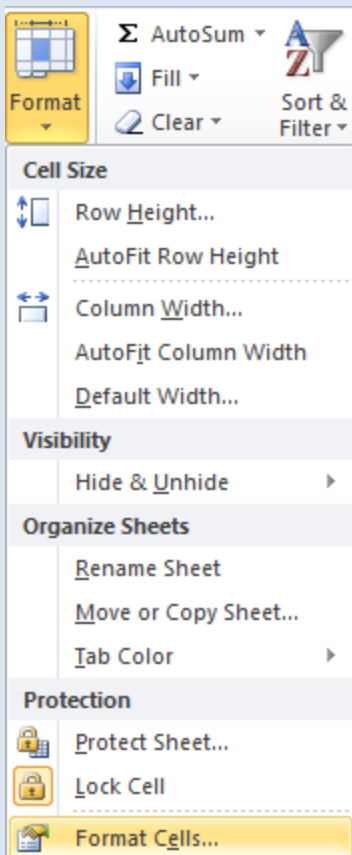 Format
Σ AutoSum
Fill
Clear
Sort &
Filter
Cell Size
Row Height...
AutoFit Row Height
Column Width...
AutoFit Column Width
Default Width...
Visibility
Hide & Unhide
Organize Sheets
Rename Sheet
Move or Copy Sheet...
Tab Color
Protection
Protect Sheet...
Lock Cell
Format Cells...